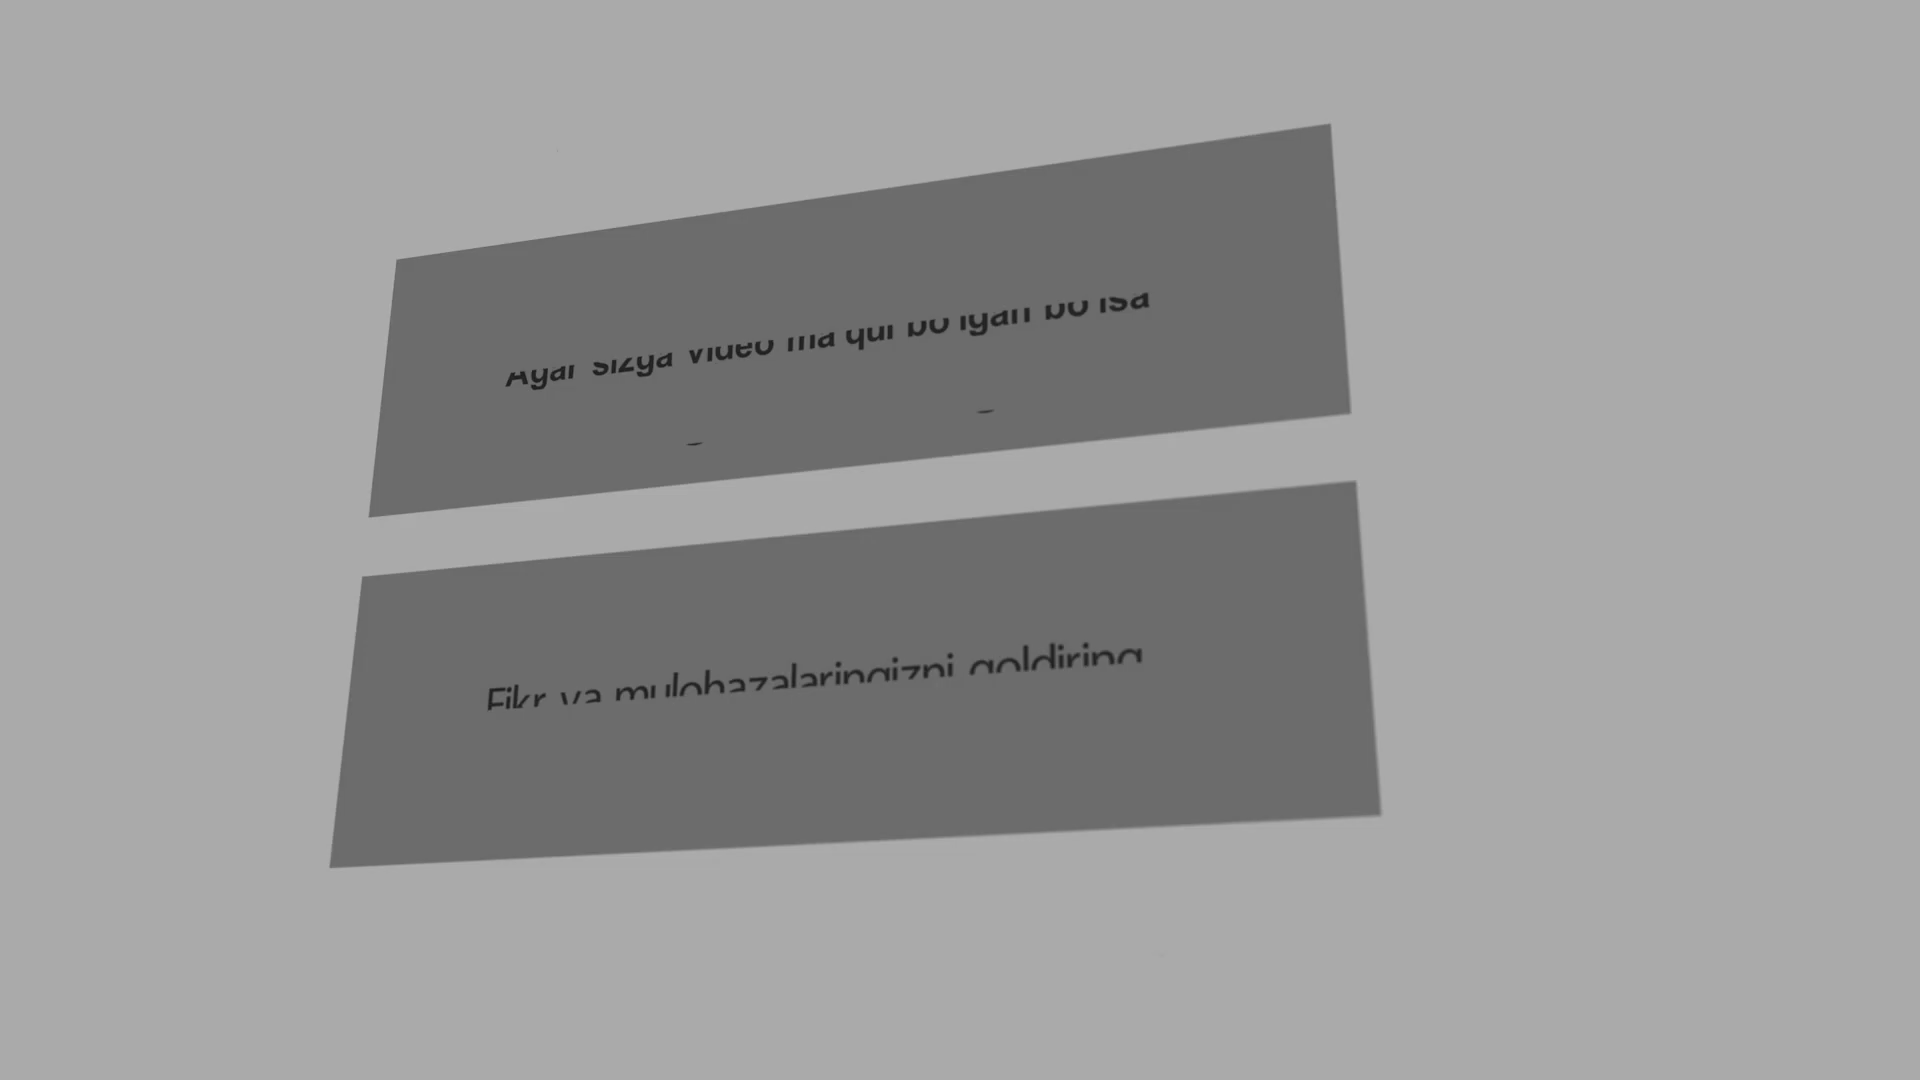 Agar sizga video ma'qul bo'lgan bo'lsa
Fikr va mulohazalaringizni qoldiring